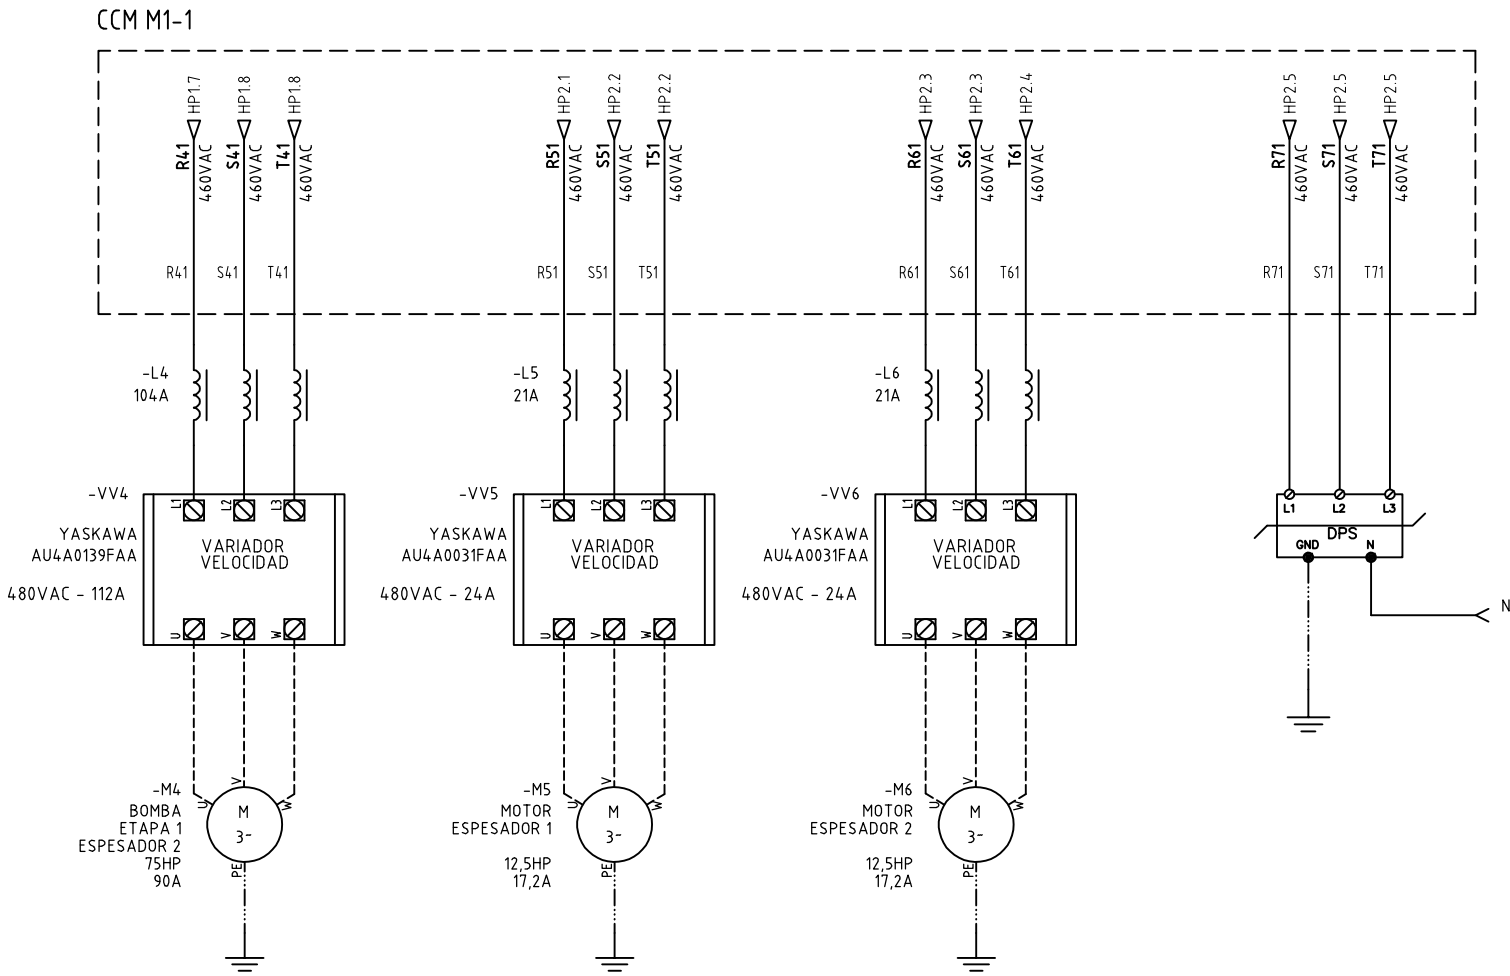 CCM M1-1
HP1.7
HP1.8
HP1.8
HP2.1
HP2.2
HP2.2
HP2.3
HP2.3
HP2.4
HP2.5
HP2.5
HP2.5
R41
460VAC
S41
460VAC
T41
460VAC
R51
460VAC
S51
460VAC
T51
460VAC
R61
460VAC
S61
460VAC
T61
460VAC
R71
460VAC
S71
460VAC
T71
460VAC
R41
S41
T41
R51
S51
T51
R61
S61
T61
R71
S71
T71
-L4
104A
-L5
21A
-L6
21A
-VV4
YASKAWA
AU4A0139FAA
480VAC - 112A
L1
L2
L3
VARIADOR
VELOCIDAD
U
V
W
-VV5
YASKAWA
AU4A0031FAA
480VAC - 24A
L1
L2
L3
VARIADOR
VELOCIDAD
U
V
W
-VV6
YASKAWA
AU4A0031FAA
480VAC - 24A
L1
L2
L3
VARIADOR
VELOCIDAD
U
V
W
L1
L2
L3
DPS
GND
N
N
-M4
BOMBA
ETAPA 1
ESPESADOR 2
75HP
90A
U
V
W
M
3~
PE
-M5
MOTOR
ESPESADOR 1
12,5HP
17,2A
U
V
W
M
3~
PE
-M6
MOTOR
ESPESADOR 2
12,5HP
17,2A
U
V
W
M
3~
PE